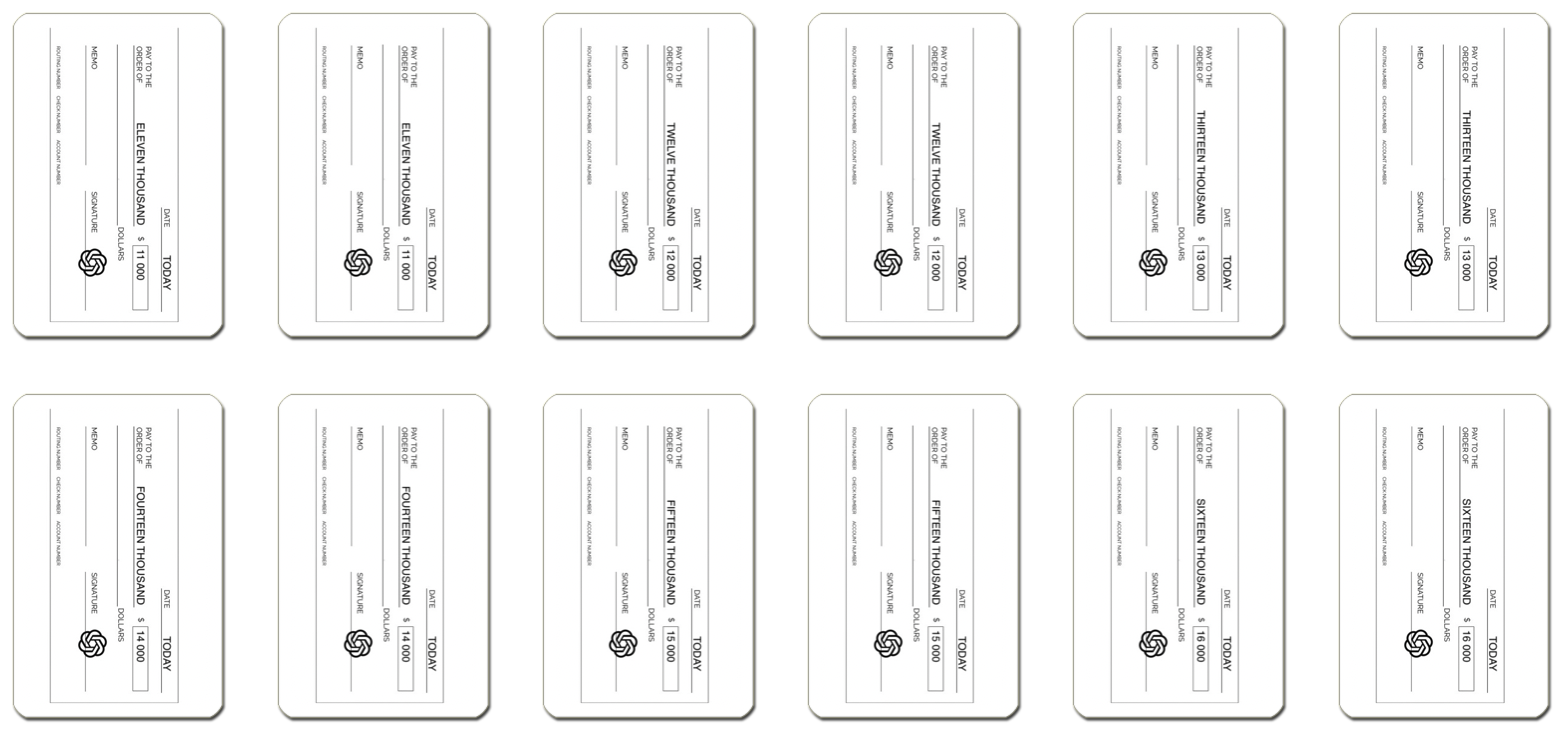 DATE TODAY
PAY TO THE
ORDER OF ELEVEN THOUSAND $ 11 000
DOLLARS
MEMO SIGNATURE
ROUTING NUMBER CHECK NUMBER ACCOUNT NUMBER
DATE TODAY
PAY TO THE
ORDER OF ELEVEN THOUSAND $ 11 000
DOLLARS
MEMO SIGNATURE
ROUTING NUMBER CHECK NUMBER ACCOUNT NUMBER
DATE TODAY
PAY TO THE
ORDER OF TWELVE THOUSAND $ 12 000
DOLLARS
MEMO SIGNATURE
ROUTING NUMBER CHECK NUMBER ACCOUNT NUMBER
DATE TODAY
PAY TO THE
ORDER OF TWELVE THOUSAND $ 12 000
DOLLARS
MEMO SIGNATURE
ROUTING NUMBER CHECK NUMBER ACCOUNT NUMBER
DATE TODAY
PAY TO THE
ORDER OF THIRTEEN THOUSAND $ 13 000
DOLLARS
MEMO SIGNATURE
ROUTING NUMBER CHECK NUMBER ACCOUNT NUMBER
DATE TODAY
PAY TO THE
ORDER OF THIRTEEN THOUSAND $ 13 000
DOLLARS
MEMO SIGNATURE
ROUTING NUMBER CHECK NUMBER ACCOUNT NUMBER
DATE TODAY
PAY TO THE
ORDER OF FOURTEEN THOUSAND $ 14 000
DOLLARS
MEMO SIGNATURE
ROUTING NUMBER CHECK NUMBER ACCOUNT NUMBER
DATE TODAY
PAY TO THE
ORDER OF FOURTEEN THOUSAND $ 14 000
DOLLARS
MEMO SIGNATURE
ROUTING NUMBER CHECK NUMBER ACCOUNT NUMBER
DATE TODAY
PAY TO THE
ORDER OF FIFTEEN THOUSAND $ 15 000
DOLLARS
MEMO SIGNATURE
ROUTING NUMBER CHECK NUMBER ACCOUNT NUMBER
DATE TODAY
PAY TO THE
ORDER OF FIFTEEN THOUSAND $ 15 000
DOLLARS
MEMO SIGNATURE
ROUTING NUMBER CHECK NUMBER ACCOUNT NUMBER
DATE TODAY
PAY TO THE
ORDER OF SIXTEEN THOUSAND $ 16 000
DOLLARS
MEMO SIGNATURE
ROUTING NUMBER CHECK NUMBER ACCOUNT NUMBER
DATE TODAY
PAY TO THE
ORDER OF SIXTEEN THOUSAND $ 16 000
DOLLARS
MEMO SIGNATURE
ROUTING NUMBER CHECK NUMBER ACCOUNT NUMBER